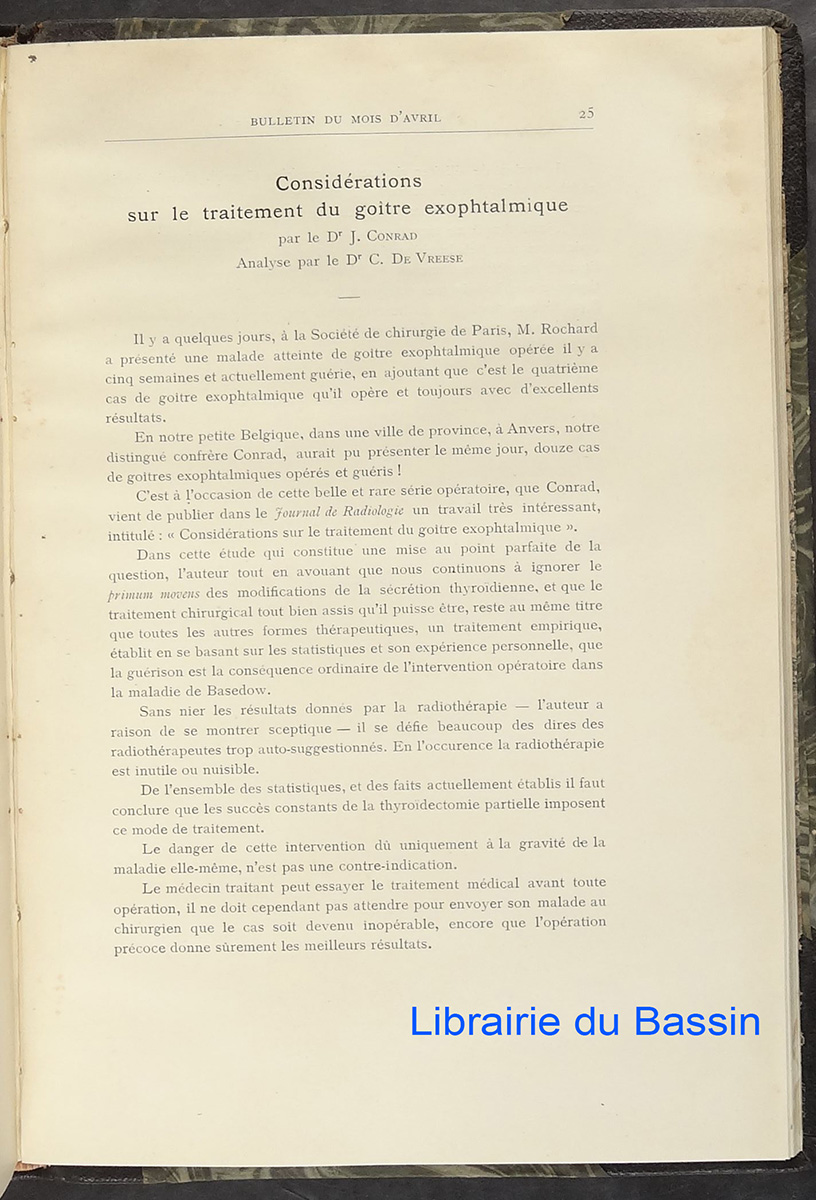 BULLETIN DU MOIS D'AVRIL 25
Considérations
sur le traitement du goitre exophtalmique
par le Dr J. CONRAD
Analyse par le Dr C. DE VREESE
Il y a quelques jours, à la Société de chirurgie de Paris, M. Rochard
a présenté une malade atteinte de goitre exophtalmique opérée il y a
cinq semaines et actuellement guérie, en ajoutant que c'est le quatrième
cas de goitre exophtalmique qu'il opère et toujours avec d'excellents
résultats.
En notre petite Belgique, dans une ville de province, à Anvers, notre
distingué confrère Conrad, aurait pu présenter le même jour, douze cas
de goitres exophtalmiques opérés et guéris !
C'est à l'occasion de cette belle et rare série opératoire, que Conrad,
vient de publier dans le Journal de Radiologie un travail très intéressant,
intitulé : « Considérations sur le traitement du goitre exophtalmique ».
Dans cette étude qui constitue une mise au point parfaite de la
question, l'auteur tout en avouant que nous continuons à ignorer le
primum movens des modifications de la sécrétion thyroïdienne, et que le
traitement chirurgical tout bien assis qu'il puisse être, reste au même titre
que toutes les autres formes thérapeutiques, un traitement empirique,
établit en se basant sur les statistiques et son expérience personnelle, que
la guérison est la conséquence ordinaire de l'intervention opératoire dans
la maladie de Basedow.
Sans nier les résultats donnés par la radiothérapie — l'auteur a
raison de se montrer sceptique — il se défie beaucoup des dires des
radiothérapeutes trop auto-suggestionnés. En l'occurence la radiothérapie
est inutile ou nuisible.
De l'ensemble des statistiques, et des faits actuellement établis il faut
conclure que les succès constants de la thyroïdectomie partielle imposent
ce mode de traitement.
Le danger de cette intervention dû uniquement à la gravité de la
maladie elle-même, n'est pas une contre-indication.
Le médecin traitant peut essayer le traitement médical avant toute
opération, il ne doit cependant pas attendre pour envoyer son malade au
chirurgien que le cas soit devenu inopérable, encore que l'opération
précoce donne sûrement les meilleurs résultats.
Librairie du Bassin